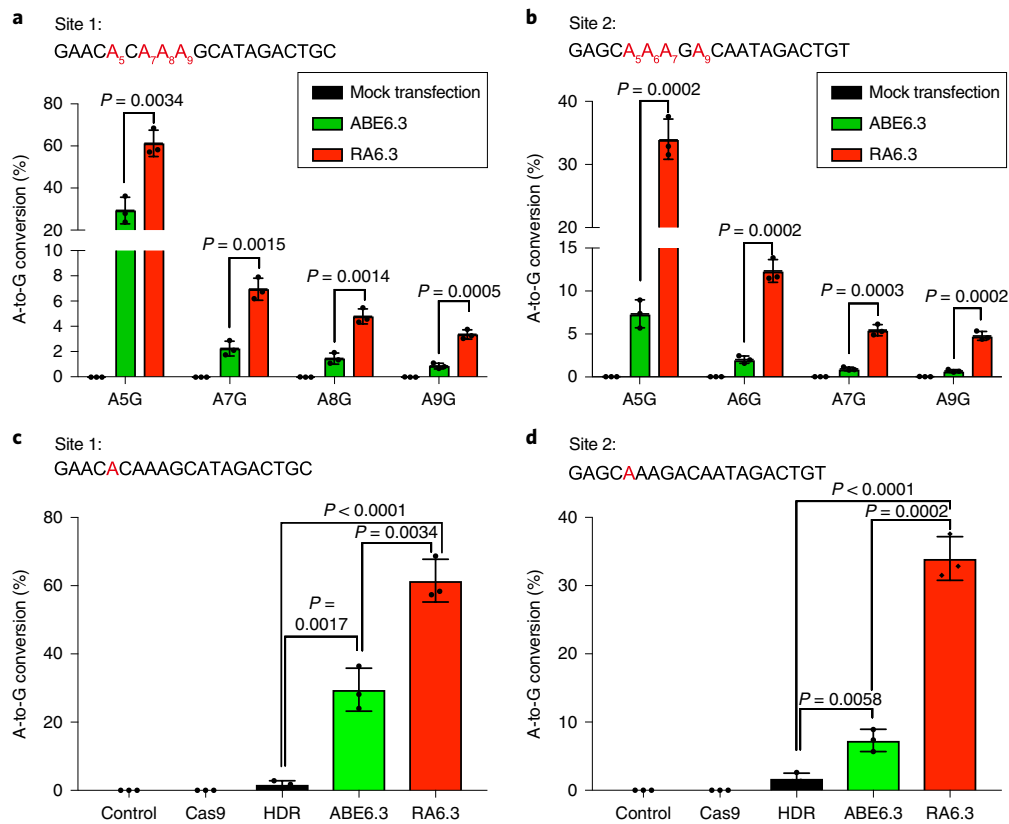 a
Site 1:
GAACA₅CA₇A₈A₉GCATAGACTGC
Mock transfection
ABE6.3
RA6.3
A-to-G conversion (%)
80
60
40
20
10
8
6
4
2
0
P = 0.0034
P = 0.0015
P = 0.0014
P = 0.0005
A5G A7G A8G A9G
b
Site 2:
GAGCA₅A₆A₇GA₉CAATAGACTGT
Mock transfection
ABE6.3
RA6.3
A-to-G conversion (%)
40
30
20
15
10
5
0
P = 0.0002
P = 0.0002
P = 0.0003
P = 0.0002
A5G A6G A7G A9G
c
Site 1:
GAACACAAAGCATAGACTGC
A-to-G conversion (%)
80
60
40
20
0
P < 0.0001
P = 0.0034
P =
0.0017
Control Cas9 HDR ABE6.3 RA6.3
d
Site 2:
GAGCAAAGACAATAGACTGT
A-to-G conversion (%)
40
30
20
10
0
P < 0.0001
P = 0.0002
P = 0.0058
Control Cas9 HDR ABE6.3 RA6.3